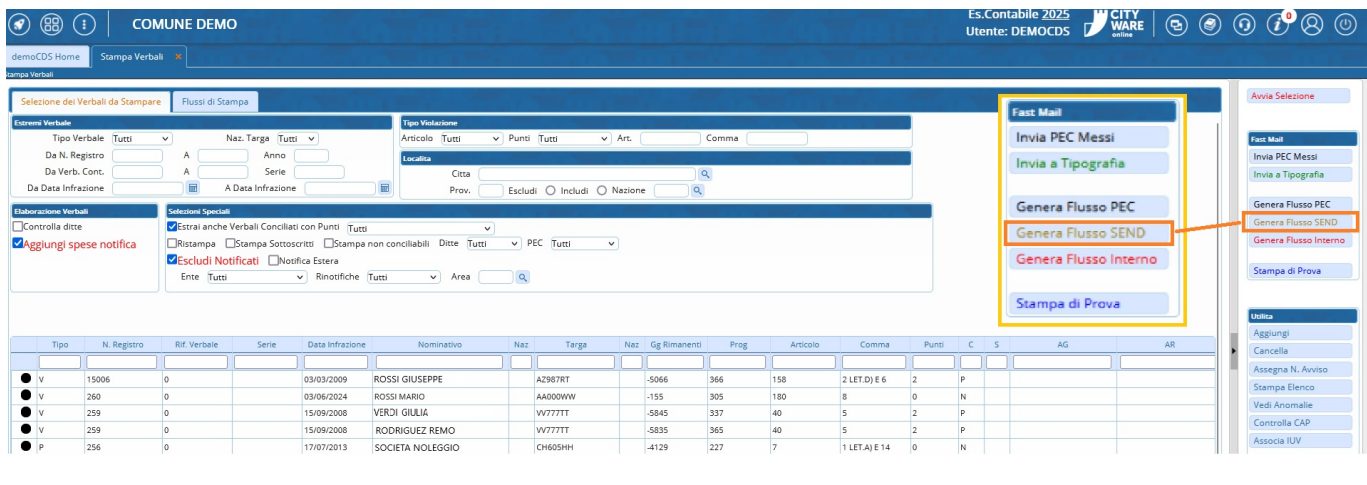 COMUNE DEMO
Es.Contabile 2025
Utente: DEMOCDS
CITY
WARE
online
0
demoCDS Home
Stampa Verbali
Stampa Verbali
Selezione dei Verbali da Stampare
Flussi di Stampa
Estremi Verbale
Tipo Verbale Tutti Naz. Targa Tutti
Da N. Registro A Anno
Da Verb. Cont. A Serie
Da Data Infrazione A Data Infrazione
Tipo Violazione
Articolo Tutti Punti Tutti Art. Comma
Localita
Citta
Prov. Escludi Includi Nazione
Elaborazione Verbali
Controlla ditte
Aggiungi spese notifica
Selezioni Speciali
Estrai anche Verbali Conciliati con Punti Tutti
Ristampa Stampa Sottoscritti Stampa non conciliabili Ditte Tutti PEC Tutti
Escludi Notificati Notifica Estera
Ente Tutti Rinotifiche Tutti Area
Fast Mail
Invia PEC Messi
Invia a Tipografia
Genera Flusso PEC
Genera Flusso SEND
Genera Flusso Interno
Stampa di Prova
Avvia Selezione
Fast Mail
Invia PEC Messi
Invia a Tipografia
Genera Flusso PEC
Genera Flusso SEND
Genera Flusso Interno
Stampa di Prova
Utilita
Aggiungi
Cancella
Assegna N. Avviso
Stampa Elenco
Vedi Anomalie
Controlla CAP
Associa IUV
Tipo N. Registro Rif. Verbale Serie Data Infrazione Nominativo Naz Targa Naz Gg Rimanenti Prog Articolo Comma Punti C S AG AR
V 15006 0 03/03/2009 ROSSI GIUSEPPE AZ987RT -5066 366 158 2 LET.D) E 6 2 P
V 260 0 03/06/2024 ROSSI MARIO AA000WW -155 305 180 8 0 N
V 259 0 15/09/2008 VERDI GIULIA VV777TT -5845 337 40 5 2 P
V 259 0 15/09/2008 RODRIGUEZ REMO VV777TT -5835 365 40 5 2 P
P 256 0 17/07/2013 SOCIETA NOLEGGIO CH605HH -4129 227 7 1 LET.A) E 14 0 N